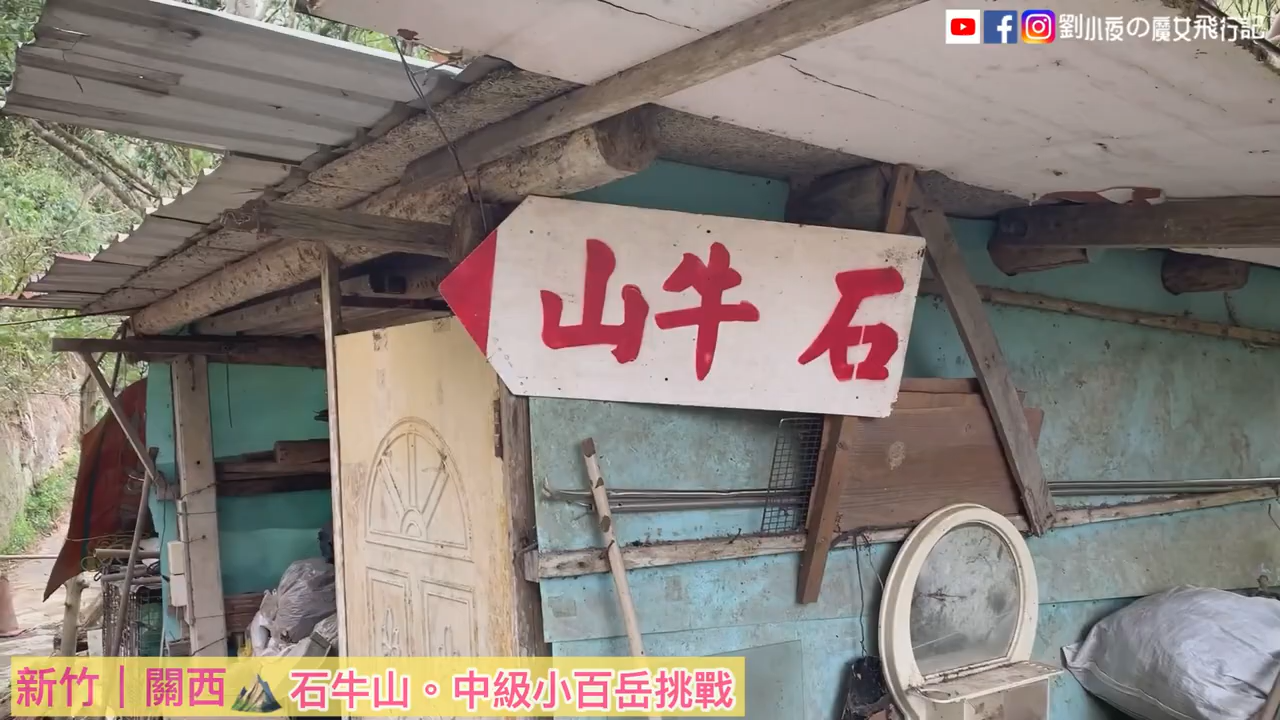 劉小夜の魔女飛行記
山牛石
新竹｜關西 石牛山。中級小百岳挑戰